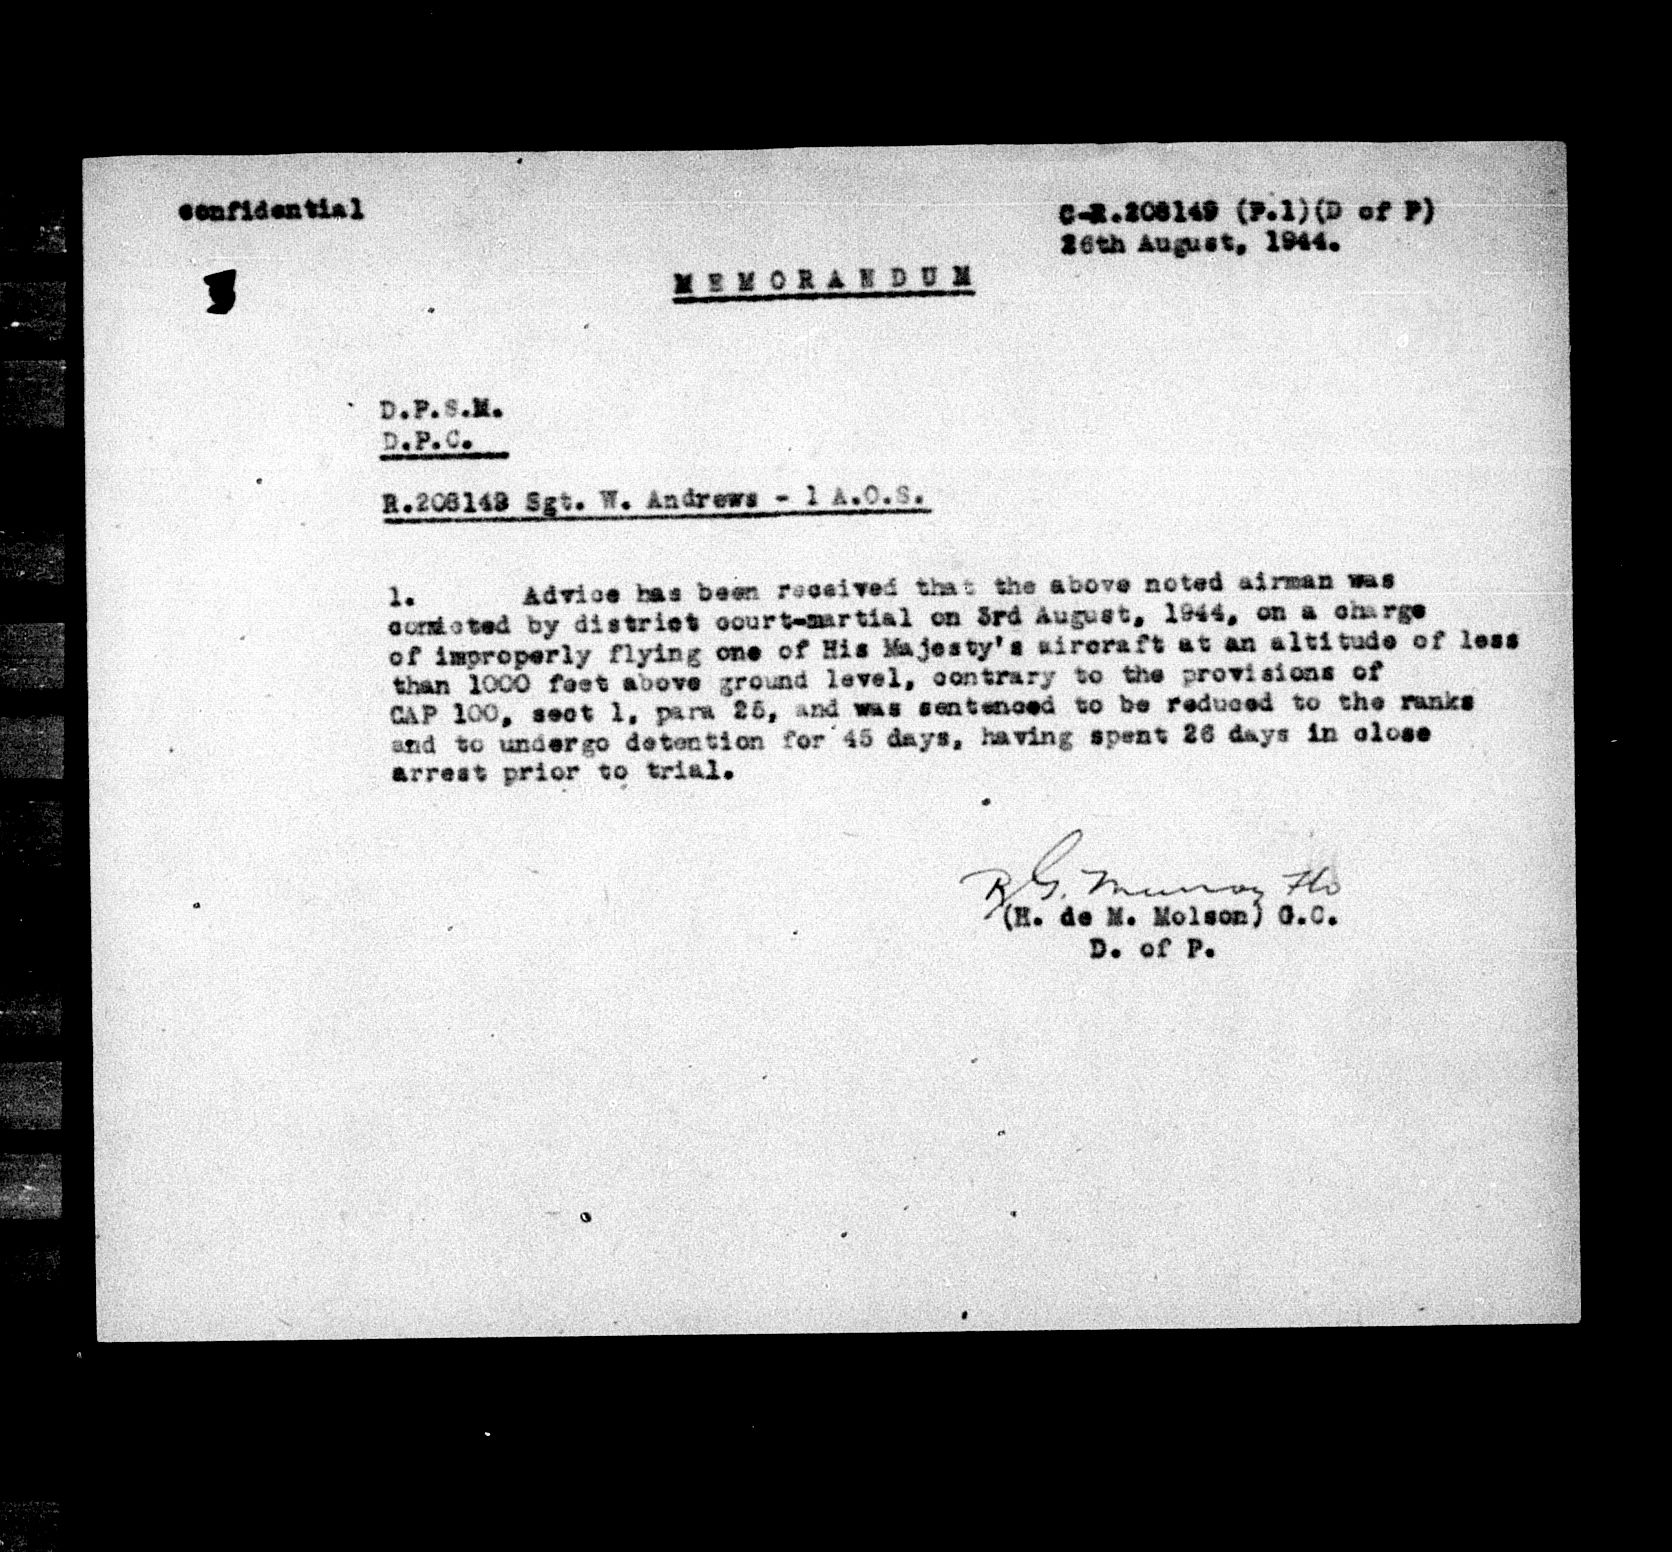 confidential
C-R.208149 (P.1)(D of P)
26th August, 1944.
MEMORANDUM
D.P.S.M.
D.P.C.
R.208149 Sgt. W. Andrews - 1 A.O.S.
1. Advice has been received that the above noted airman was
convicted by district court-martial on 3rd August, 1944, on a charge
of improperly flying one of His Majesty's aircraft at an altitude of less
than 1000 feet above ground level, contrary to the provisions of
CAP 100, sect 1, para 25, and was sentenced to be reduced to the ranks
and to undergo detention for 45 days, having spent 26 days in close
arrest prior to trial.
R G. Murray F/O
(H. de M. Molson) G.C.
D. of P.